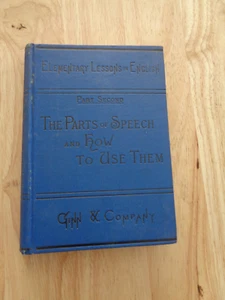 Elementary Lessons in English
Part Second
The Parts of Speech
and How
to Use Them
Ginn & Company